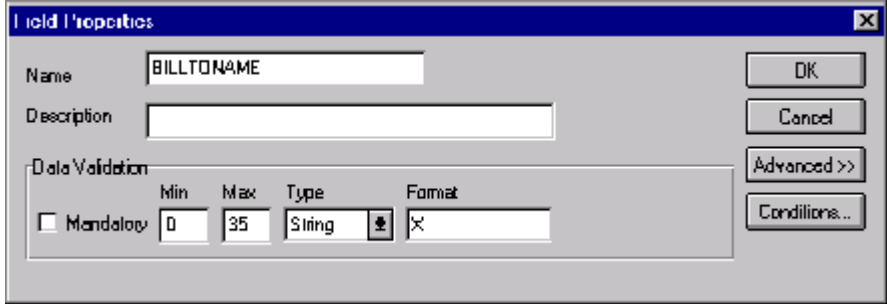 Field Properties
Name BILLTONAME OK
Description Cancel
Data Validation Advanced >>
Min Max Type Format
Mandatory 0 35 String X Conditions...